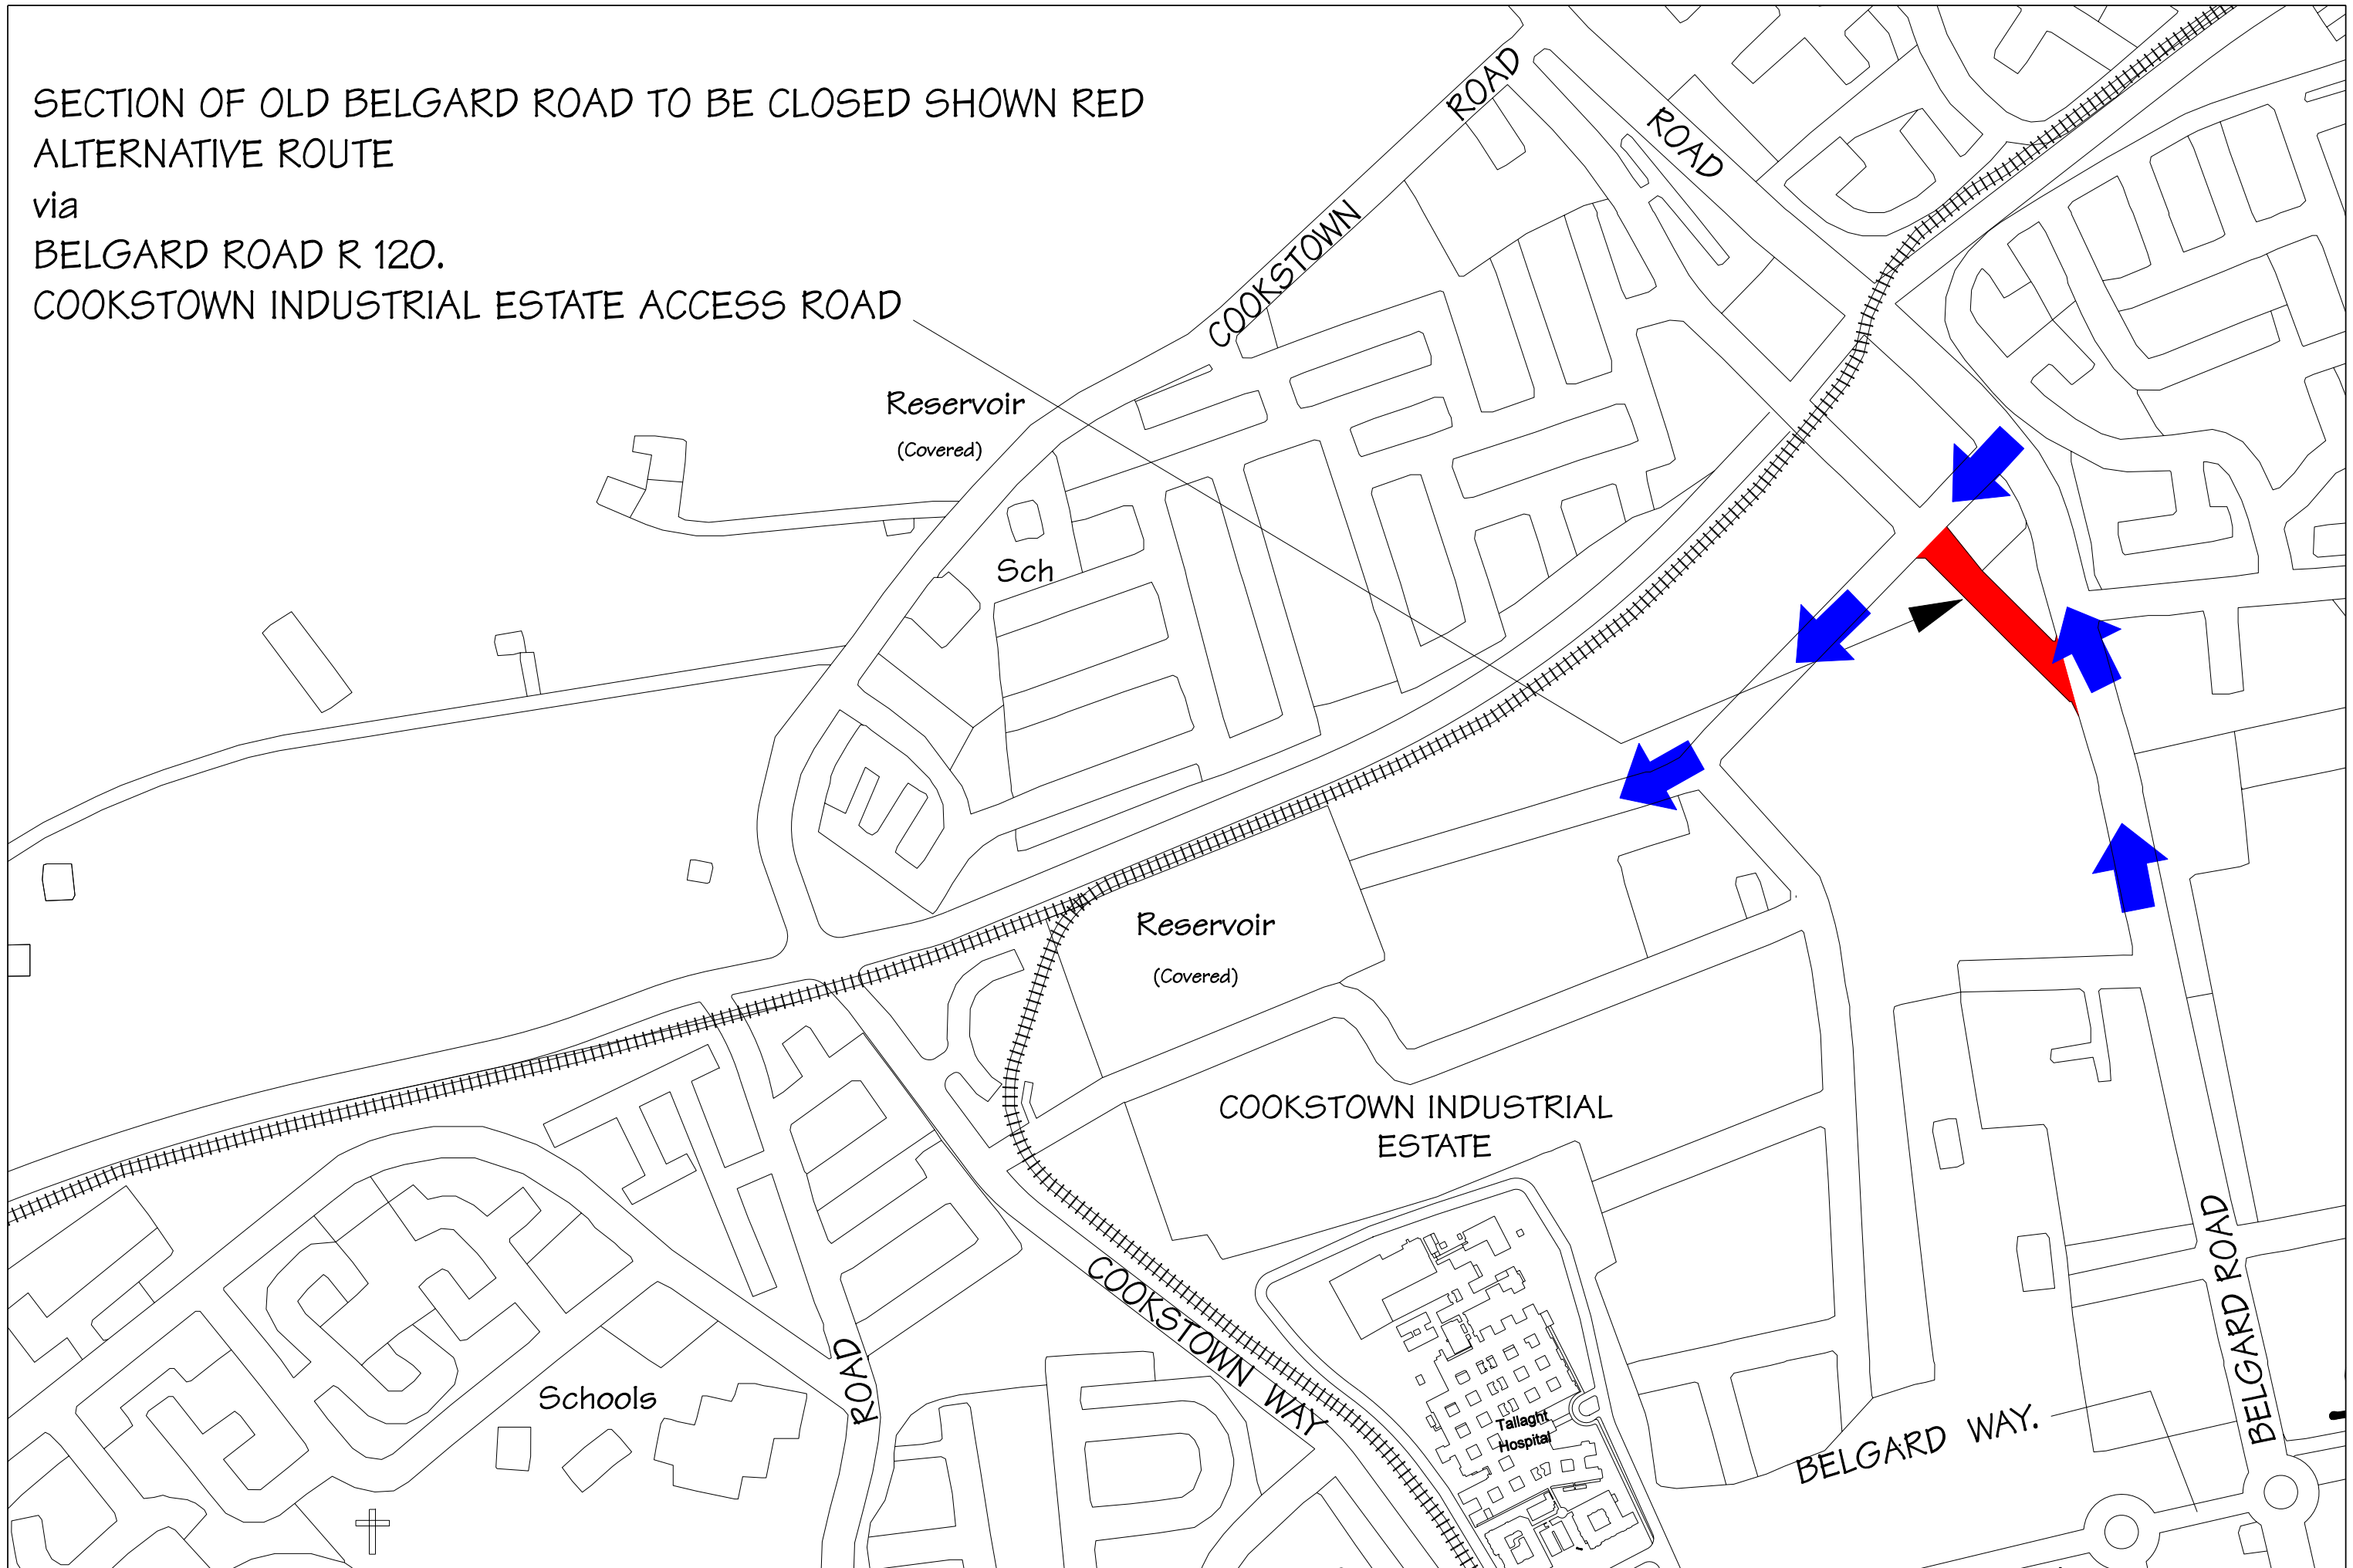 SECTION OF OLD BELGARD ROAD TO BE CLOSED SHOWN RED
ALTERNATIVE ROUTE
via
BELGARD ROAD R 120.
COOKSTOWN INDUSTRIAL ESTATE ACCESS ROAD
ROAD
ROAD
COOKSTOWN
Reservoir
(Covered)
Sch
Reservoir
(Covered)
COOKSTOWN INDUSTRIAL
ESTATE
COOKSTOWN WAY
ROAD
Schools
Tallaght
Hospital
BELGARD WAY.
BELGARD ROAD